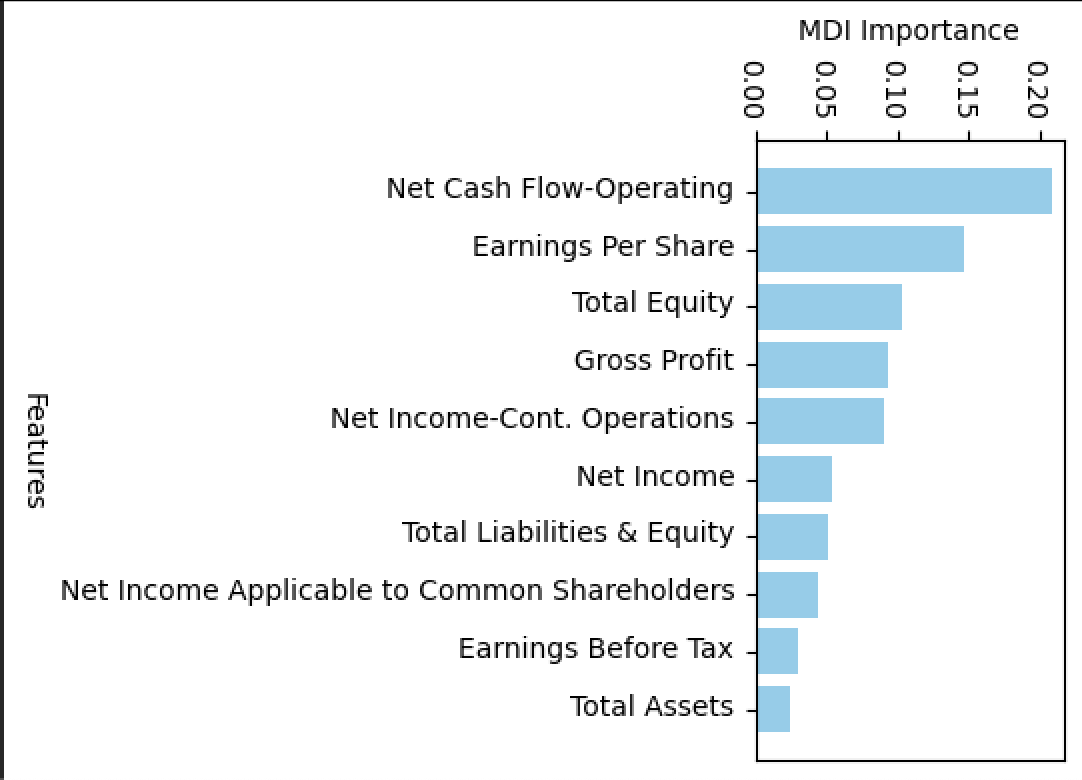 MDI Importance
0.00
0.05
0.10
0.15
0.20
Net Cash Flow-Operating
Earnings Per Share
Total Equity
Gross Profit
Net Income-Cont. Operations
Net Income
Total Liabilities & Equity
Net Income Applicable to Common Shareholders
Earnings Before Tax
Total Assets
Features